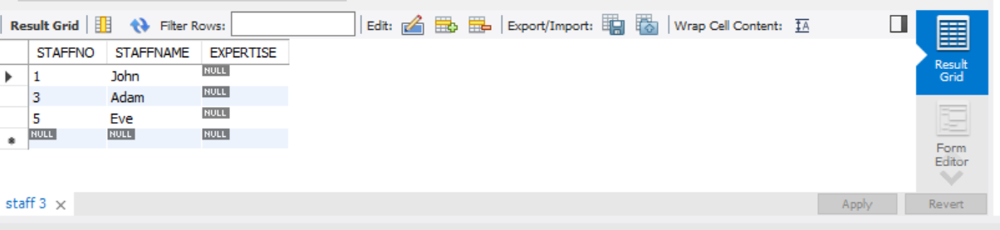 Result Grid Filter Rows: Edit: Export/Import: Wrap Cell Content: IA
STAFFNO STAFFNAME EXPERTISE
1 John NULL
3 Adam NULL
5 Eve NULL
NULL NULL NULL
Result
Grid
Form
Editor
staff 3 Apply Revert